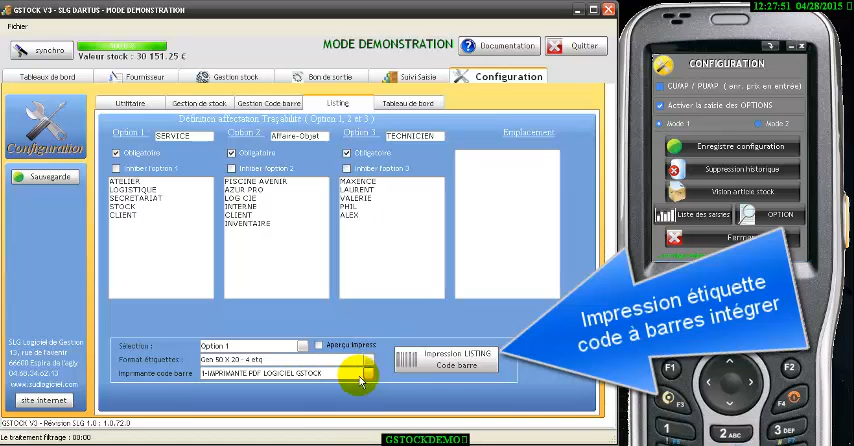 GSTOCK V3 - SLG DARTUS - MODE DEMONSTRATION
12:27:51 04/28/2015
Fichier
synchro
Valeur stock : 30 151.25 €
MODE DEMONSTRATION
Documentation
Quitter
Tableaux de bord
Fournisseur
Gestion stock
Bon de sortie
Suivi Saisie
Configuration
Utilitaire
Gestion de stock
Gestion Code barre
Listing
Tableau de bord
Configuration
Sauvegarde
Définition affectation Traçabilité ( Option 1, 2 et 3 )
Option 1 :
SERVICE
Option 2 :
Affaire-Objet
Option 3 :
TECHNICIEN
Emplacement
Obligatoire
Obligatoire
Obligatoire
Inhiber l'option 1
Inhiber l'option 2
Inhiber l'option 3
ATELIER
LOGISTIQUE
SECRETARIAT
STOCK
CLIENT
PISCINE AVENIR
AZUR PRO
LOG CIE
INTERNE
CLIENT
INVENTAIRE
MAXENCE
LAURENT
VALERIE
PHIL
ALEX
Sélection :
Option 1
Aperçu impress
Format étiquettes :
Gen 50 X 20 - 4 etq
Imprimante code barre
1-IMPRIMANTE PDF LOGICIEL GSTOCK
Impression LISTING
Code barre
SLG Logiciel de Gestion
13, rue de l'avenir
66600 Espira de l'agly
04.68.54.62.43
www.sudlogiciel.com
site internet
GSTOCK V3 - Révision SLG 1.0 : 1.0.72.0
Le traitement filtrage : 00:00
GSTOCKDEMO
CONFIGURATION
CUMP / PUMP ( enr. prix en entrée)
Activer la saisie des OPTIONS
Mode 1
Mode 2
Enregistre configuration
Suppression historique
Vision article stock
Liste des saisies
OPTION
Impression étiquette
code à barres intégrer
F1
F2
F3
F4
2 ABC
3 DEF